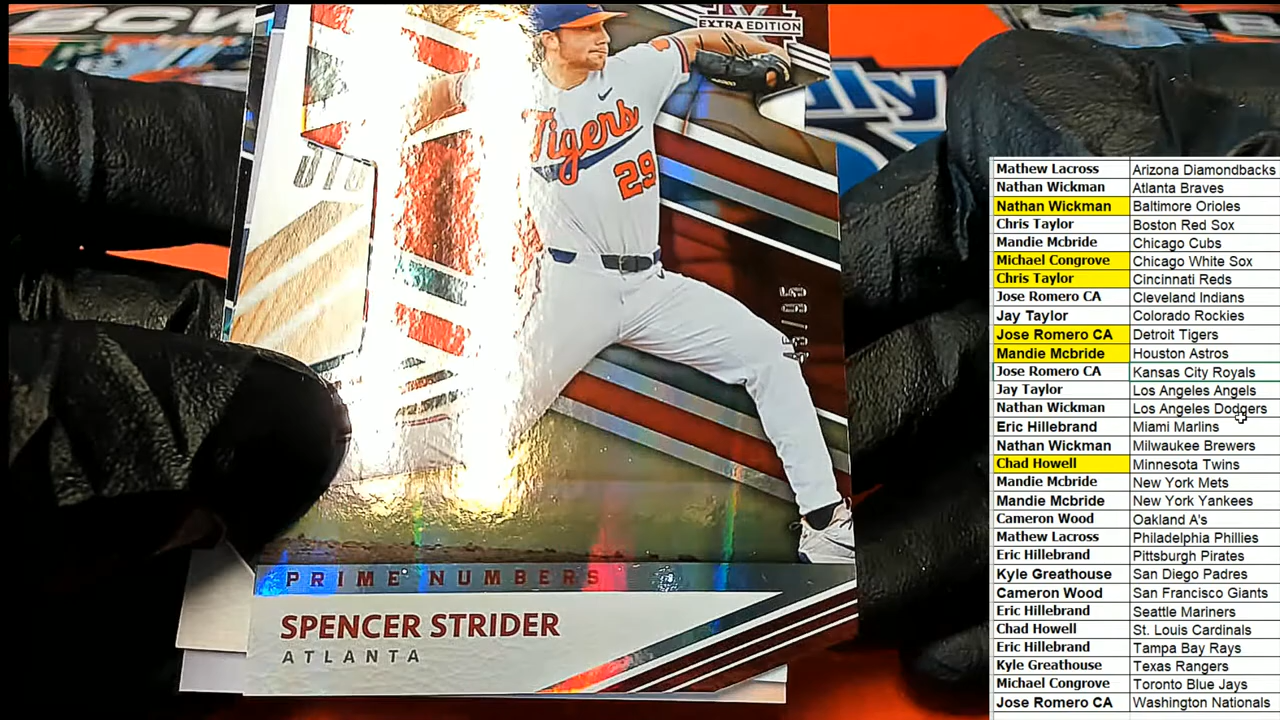 EXTRA EDITION
Tigers
29
PRIME NUMBERS
SPENCER STRIDER
ATLANTA
Mathew Lacross Arizona Diamondbacks
Nathan Wickman Atlanta Braves
Nathan Wickman Baltimore Orioles
Chris Taylor Boston Red Sox
Mandie Mcbride Chicago Cubs
Michael Congrove Chicago White Sox
Chris Taylor Cincinnati Reds
Jose Romero CA Cleveland Indians
Jay Taylor Colorado Rockies
Jose Romero CA Detroit Tigers
Mandie Mcbride Houston Astros
Jose Romero CA Kansas City Royals
Jay Taylor Los Angeles Angels
Nathan Wickman Los Angeles Dodgers
Eric Hillebrand Miami Marlins
Nathan Wickman Milwaukee Brewers
Chad Howell Minnesota Twins
Mandie Mcbride New York Mets
Mandie Mcbride New York Yankees
Cameron Wood Oakland A's
Mathew Lacross Philadelphia Phillies
Eric Hillebrand Pittsburgh Pirates
Kyle Greathouse San Diego Padres
Cameron Wood San Francisco Giants
Eric Hillebrand Seattle Mariners
Chad Howell St. Louis Cardinals
Eric Hillebrand Tampa Bay Rays
Kyle Greathouse Texas Rangers
Michael Congrove Toronto Blue Jays
Jose Romero CA Washington Nationals